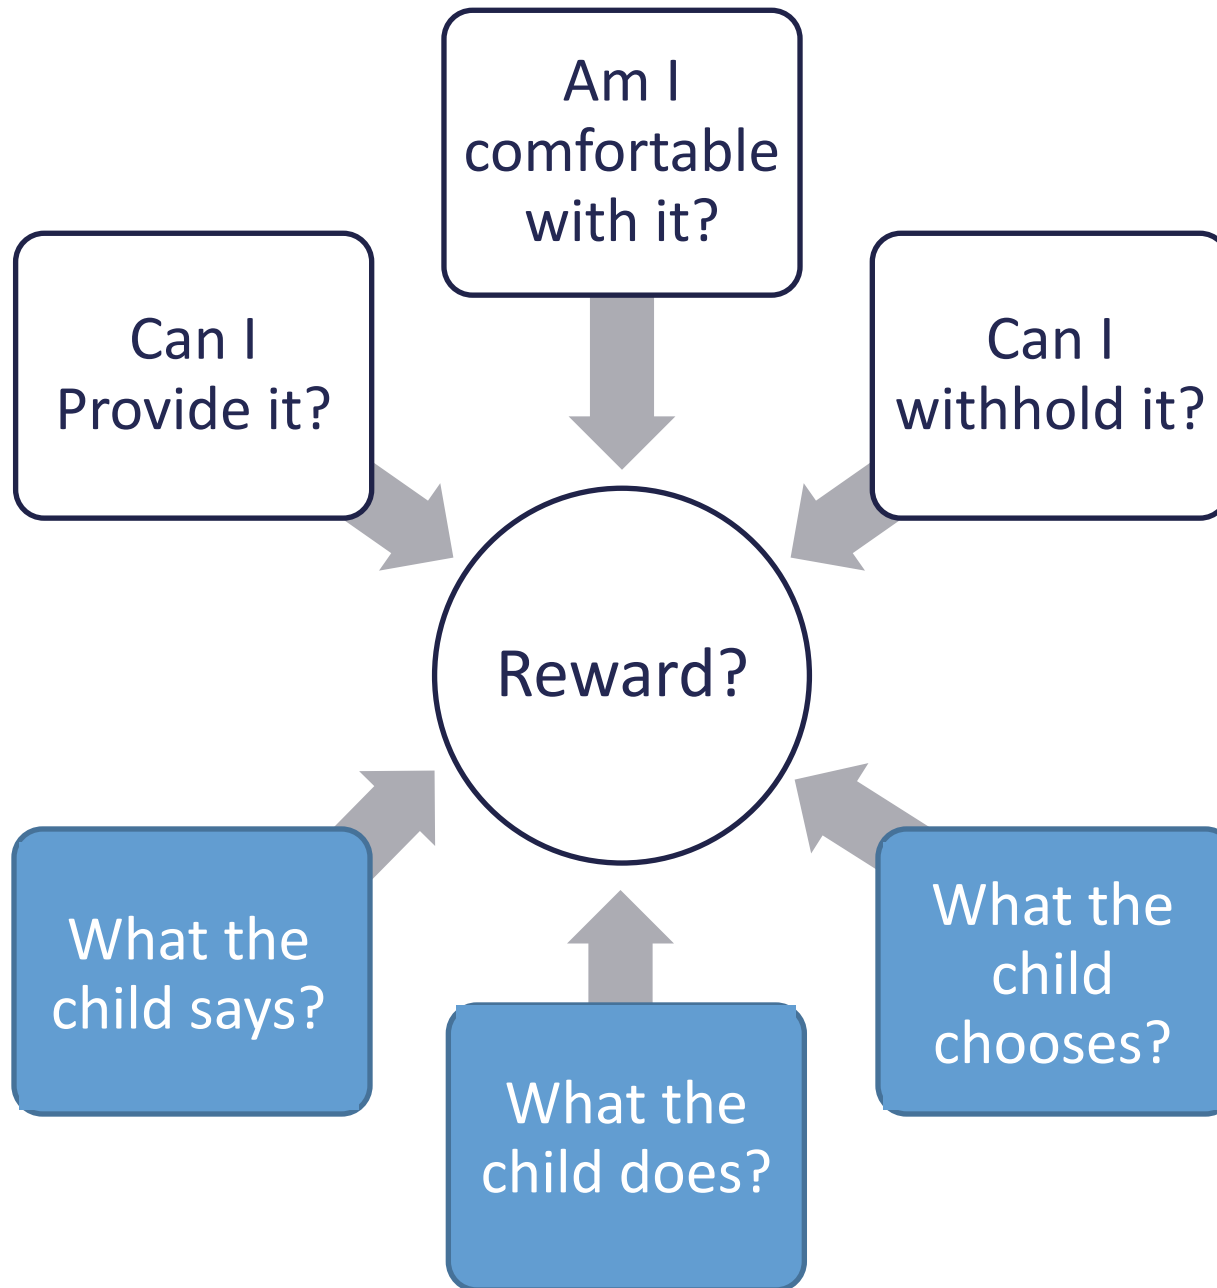 Am I
comfortable
with it?
Can I
Provide it?
Can I
withhold it?
Reward?
What the
child says?
What the
child does?
What the
child
chooses?